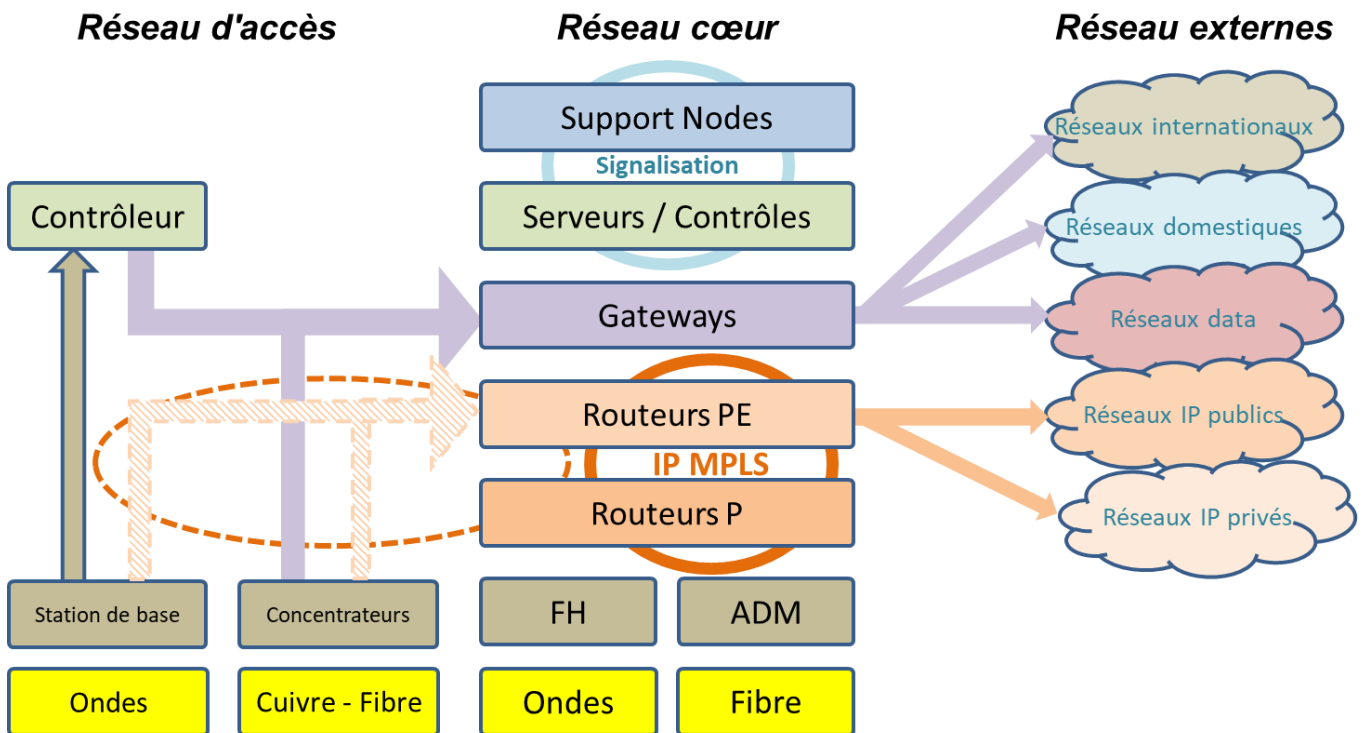 Réseau d'accès
Réseau cœur
Réseau externes
Support Nodes
Signalisation
Serveurs / Contrôles
Contrôleur
Gateways
Routeurs PE
IP MPLS
Routeurs P
Station de base
Concentrateurs
FH
ADM
Ondes
Cuivre - Fibre
Ondes
Fibre
Réseaux internationaux
Réseaux domestiques
Réseaux data
Réseaux IP publics
Réseaux IP privés